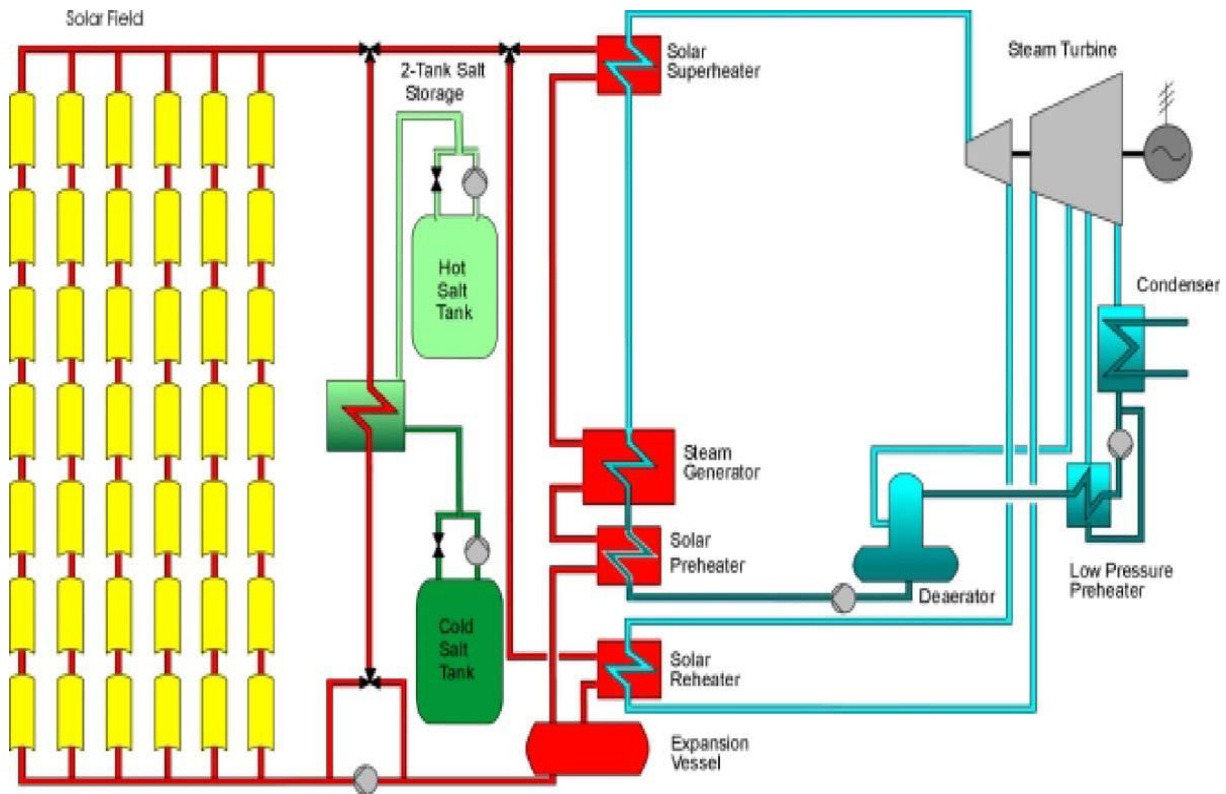 Solar Field
2-Tank Salt
Storage
Solar
Superheater
Steam Turbine
Hot
Salt
Tank
Condenser
Steam
Generator
Solar
Preheater
Deaerator
Low Pressure
Preheater
Cold
Salt
Tank
Solar
Reheater
Expansion
Vessel